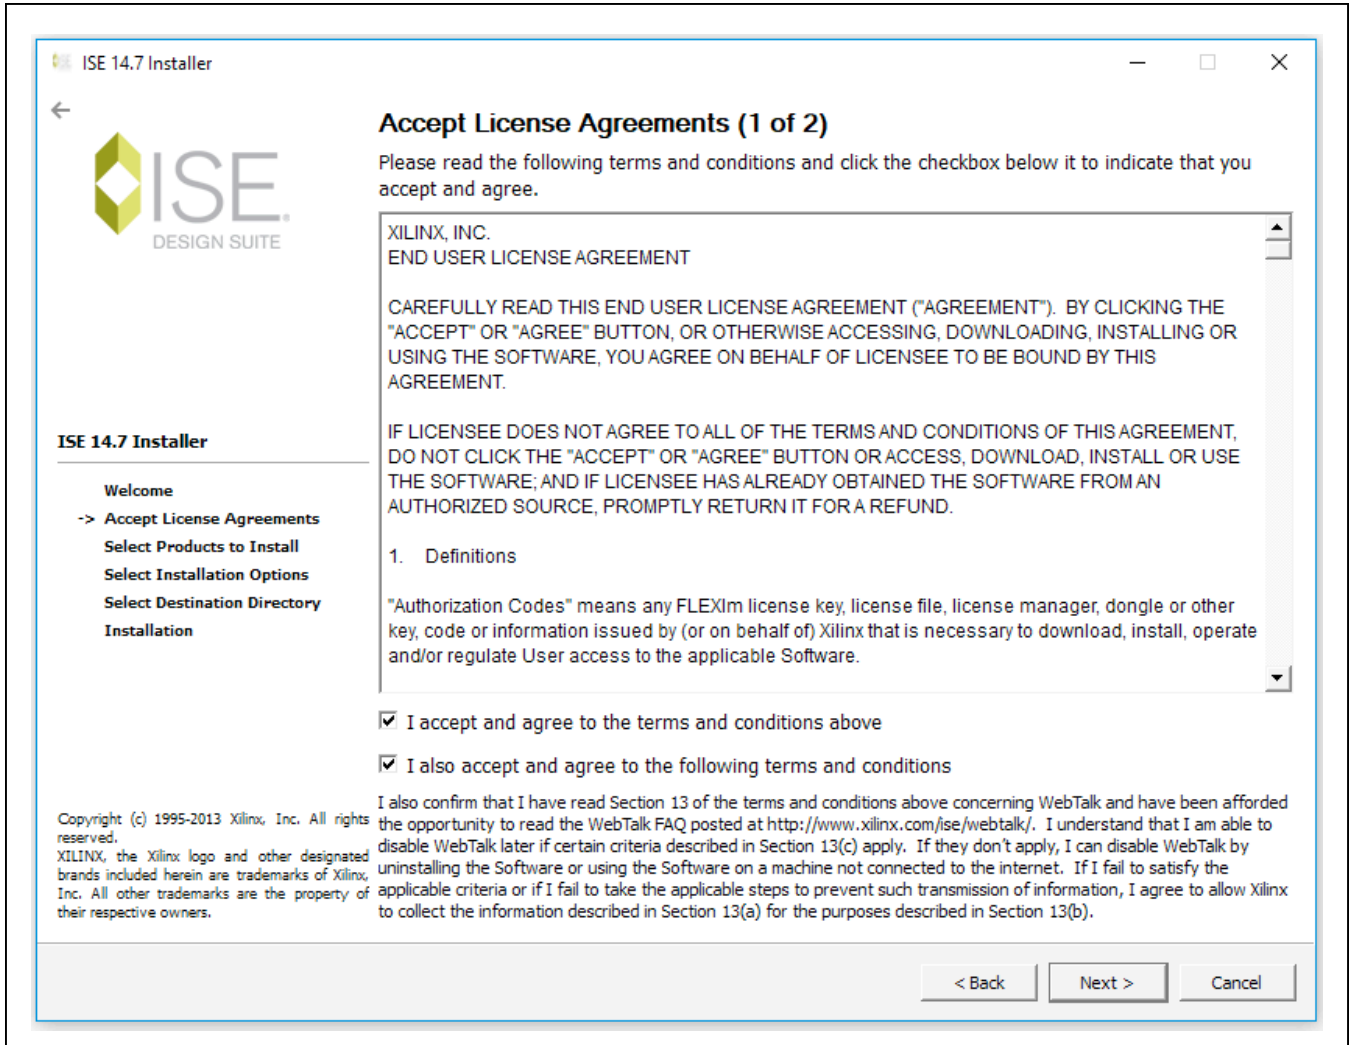 ISE 14.7 Installer
ISE
DESIGN SUITE
ISE 14.7 Installer
Welcome
-> Accept License Agreements
Select Products to Install
Select Installation Options
Select Destination Directory
Installation
Copyright (c) 1995-2013 Xilinx, Inc. All rights
reserved.
XILINX, the Xilinx logo and other designated
brands included herein are trademarks of Xilinx,
Inc. All other trademarks are the property of
their respective owners.
Accept License Agreements (1 of 2)
Please read the following terms and conditions and click the checkbox below it to indicate that you
accept and agree.
XILINX, INC.
END USER LICENSE AGREEMENT
CAREFULLY READ THIS END USER LICENSE AGREEMENT ("AGREEMENT").  BY CLICKING THE
"ACCEPT" OR "AGREE" BUTTON, OR OTHERWISE ACCESSING, DOWNLOADING, INSTALLING OR
USING THE SOFTWARE, YOU AGREE ON BEHALF OF LICENSEE TO BE BOUND BY THIS
AGREEMENT.
IF LICENSEE DOES NOT AGREE TO ALL OF THE TERMS AND CONDITIONS OF THIS AGREEMENT,
DO NOT CLICK THE "ACCEPT" OR "AGREE" BUTTON OR ACCESS, DOWNLOAD, INSTALL OR USE
THE SOFTWARE; AND IF LICENSEE HAS ALREADY OBTAINED THE SOFTWARE FROM AN
AUTHORIZED SOURCE, PROMPTLY RETURN IT FOR A REFUND.
1.   Definitions
"Authorization Codes" means any FLEXlm license key, license file, license manager, dongle or other
key, code or information issued by (or on behalf of) Xilinx that is necessary to download, install, operate
and/or regulate User access to the applicable Software.
I accept and agree to the terms and conditions above
I also accept and agree to the following terms and conditions
I also confirm that I have read Section 13 of the terms and conditions above concerning WebTalk and have been afforded
the opportunity to read the WebTalk FAQ posted at http://www.xilinx.com/ise/webtalk/.  I understand that I am able to
disable WebTalk later if certain criteria described in Section 13(c) apply.  If they don't apply, I can disable WebTalk by
uninstalling the Software or using the Software on a machine not connected to the internet.  If I fail to satisfy the
applicable criteria or if I fail to take the applicable steps to prevent such transmission of information, I agree to allow Xilinx
to collect the information described in Section 13(a) for the purposes described in Section 13(b).
< Back
Next >
Cancel